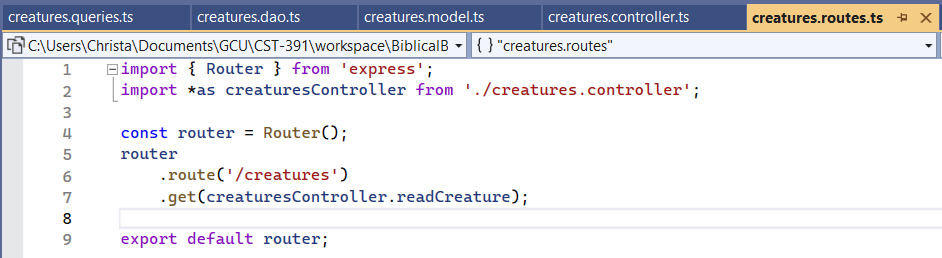 creatures.queries.ts creatures.dao.ts creatures.model.ts creatures.controller.ts creatures.routes.ts
C:\Users\Christa\Documents\GCU\CST-391\workspace\BiblicalB { } "creatures.routes"
1 import { Router } from 'express';
2 import *as creaturesController from './creatures.controller';
3
4 const router = Router();
5 router
6 .route('/creatures')
7 .get(creaturesController.readCreature);
8
9 export default router;